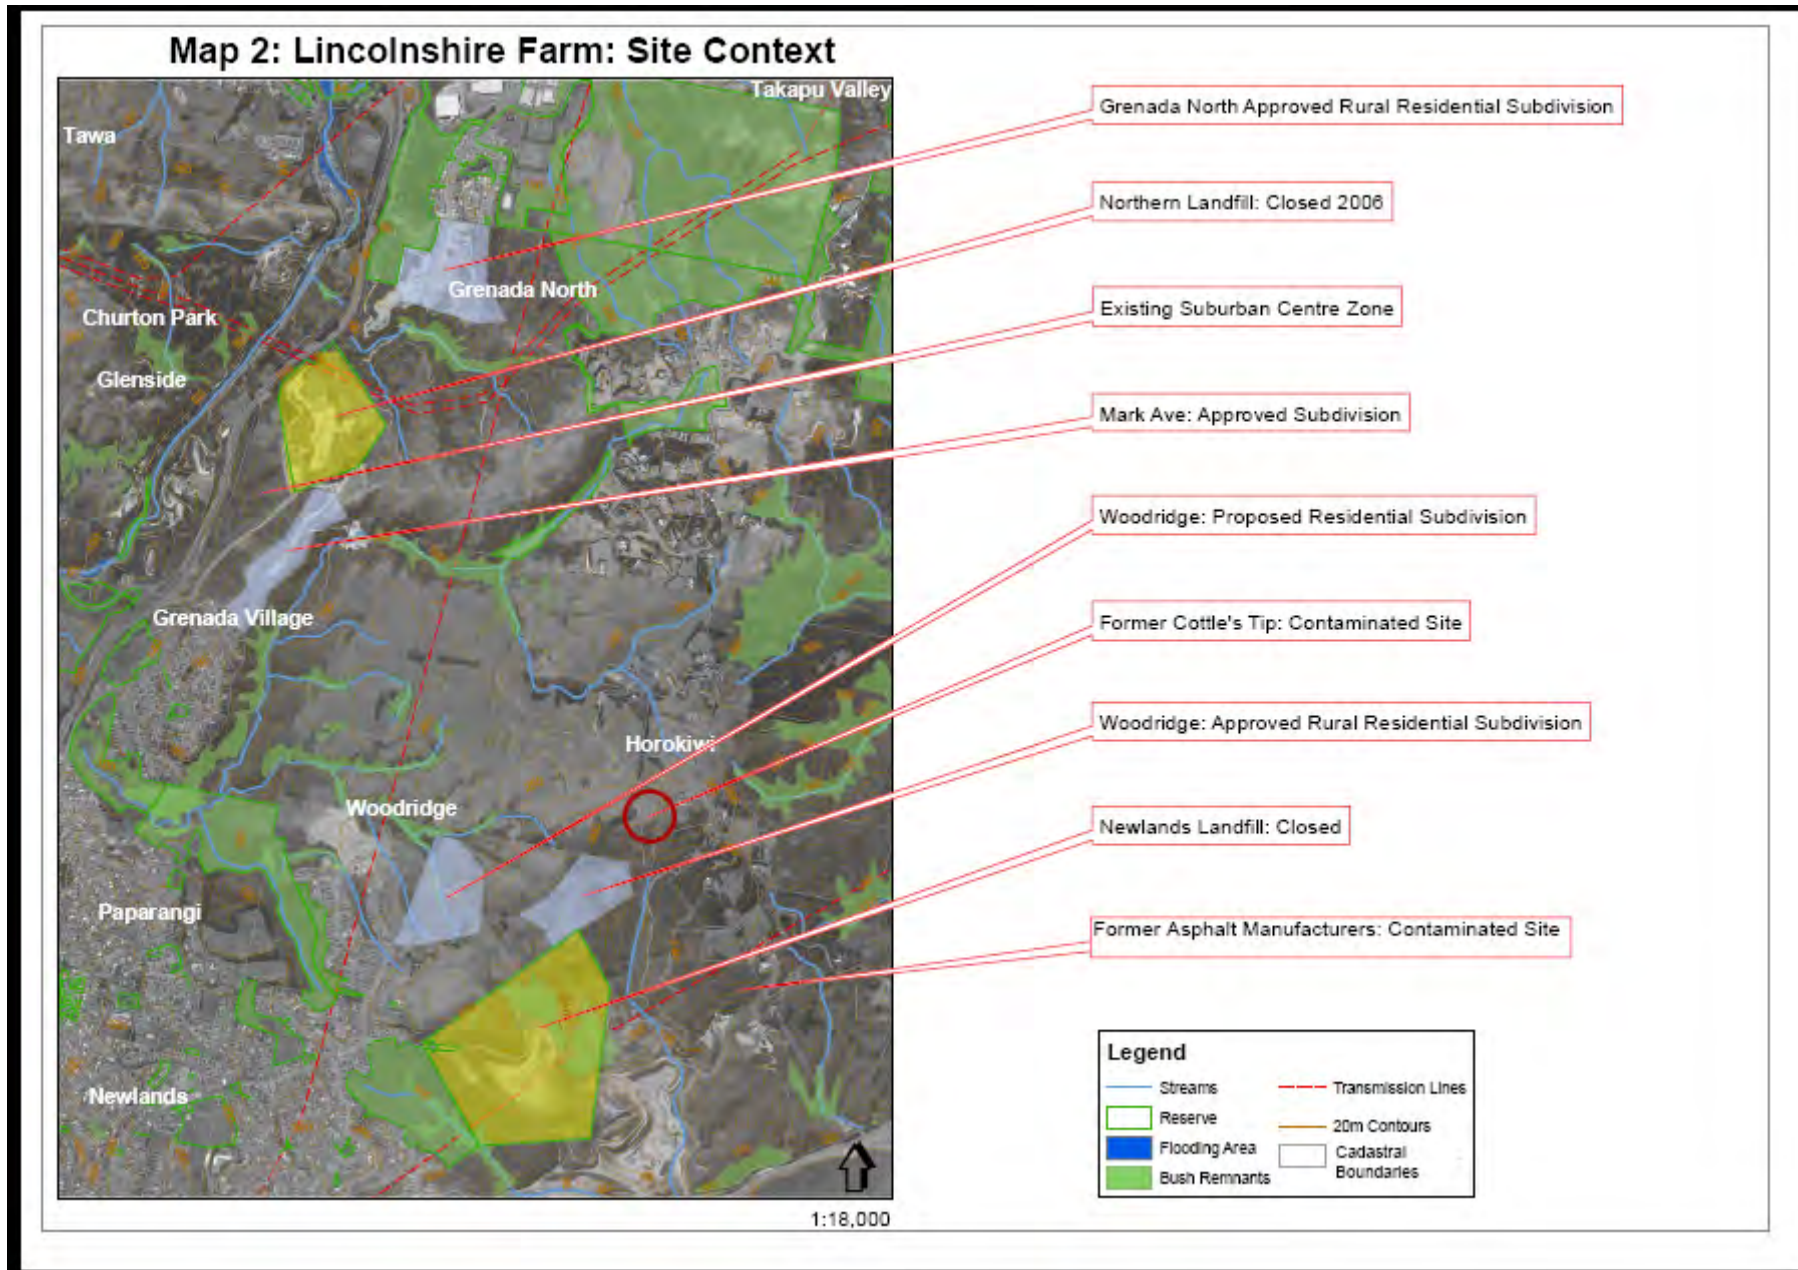 Map 2: Lincolnshire Farm: Site Context
Takapu Valley
Grenada North Approved Rural Residential Subdivision
Tawa
Northern Landfill: Closed 2006
Grenada North
Existing Suburban Centre Zone
Churton Park
Glenside
Mark Ave: Approved Subdivision
Woodridge: Proposed Residential Subdivision
Grenada Village
Former Cottle's Tip: Contaminated Site
Woodridge: Approved Rural Residential Subdivision
Horokiwi
Woodridge
Newlands Landfill: Closed
Paparangi
Former Asphalt Manufacturers: Contaminated Site
Newlands
Legend
Streams
Transmission Lines
Reserve
20m Contours
Flooding Area
Cadastral
Boundaries
Bush Remnants
1:18,000